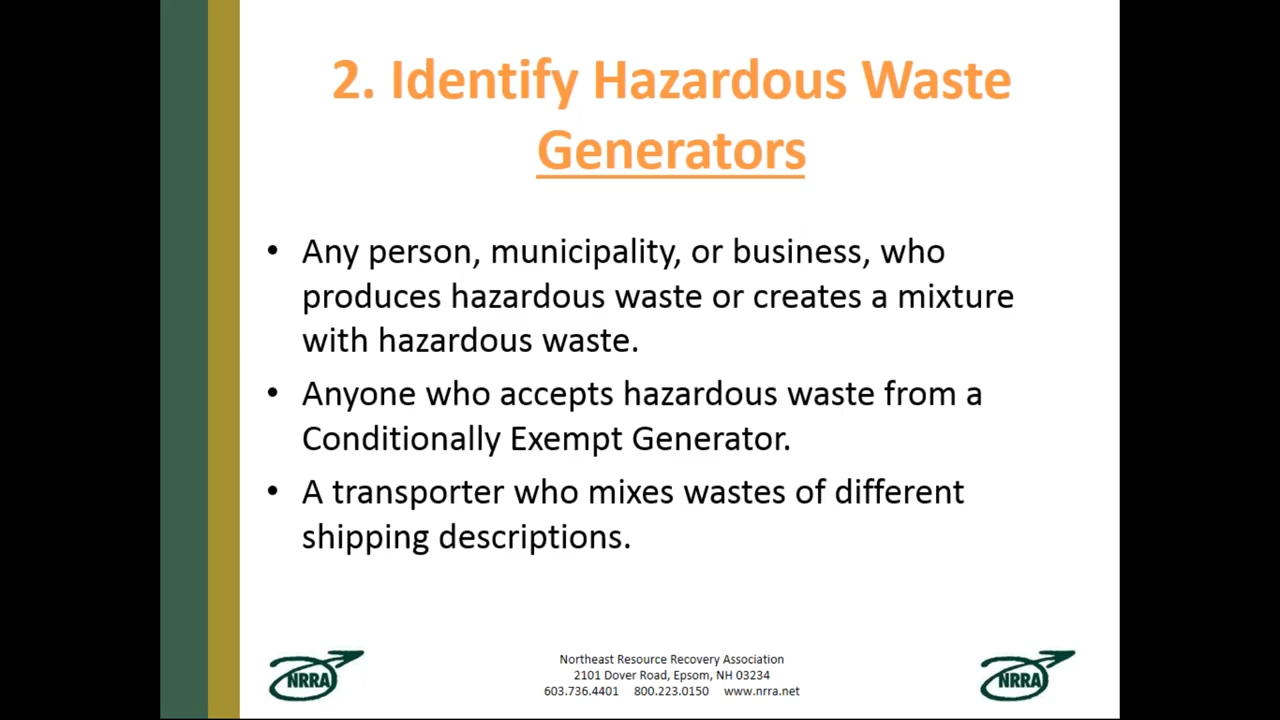 2. Identify Hazardous Waste
Generators
• Any person, municipality, or business, who
produces hazardous waste or creates a mixture
with hazardous waste.
• Anyone who accepts hazardous waste from a
Conditionally Exempt Generator.
• A transporter who mixes wastes of different
shipping descriptions.
NRRA
Northeast Resource Recovery Association
2101 Dover Road, Epsom, NH 03234
603.736.4401 800.223.0150 www.nrra.net
NRRA